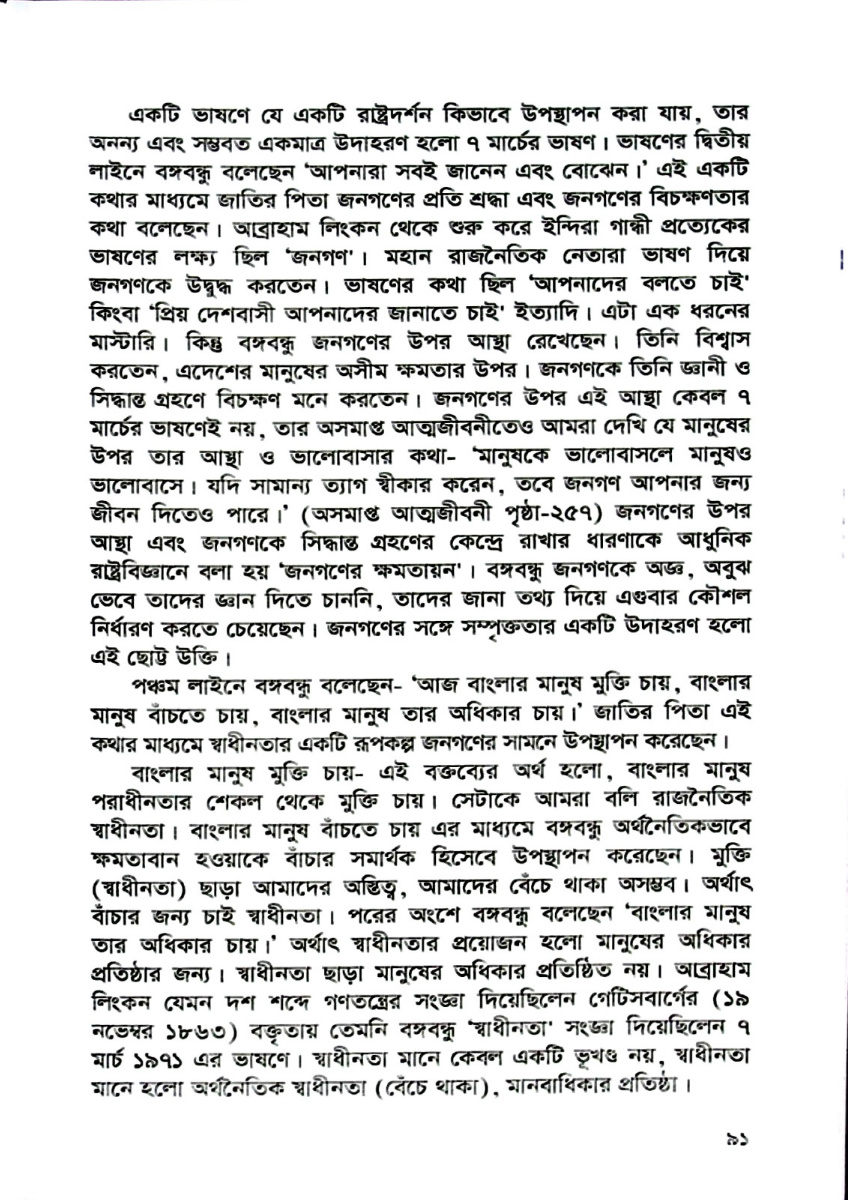 একটি ভাষণে যে একটি রাষ্ট্রদর্শন কিভাবে উপস্থাপন করা যায়, তার
অনন্য এবং সম্ভবত একমাত্র উদাহরণ হলো ৭ মার্চের ভাষণ। ভাষণের দ্বিতীয়
লাইনে বঙ্গবন্ধু বলেছেন ‘আপনারা সবই জানেন এবং বোঝেন।’ এই একটি
কথার মাধ্যমে জাতির পিতা জনগণের প্রতি শ্রদ্ধা এবং জনগণের বিচক্ষণতার
কথা বলেছেন। আব্রাহাম লিংকন থেকে শুরু করে ইন্দিরা গান্ধী প্রত্যেকের
ভাষণের লক্ষ্য ছিল ‘জনগণ’। মহান রাজনৈতিক নেতারা ভাষণ দিয়ে
জনগণকে উদ্বুদ্ধ করতেন। ভাষণের কথা ছিল ‘আপনাদের বলতে চাই’
কিংবা ‘প্রিয় দেশবাসী আপনাদের জানাতে চাই’ ইত্যাদি। এটা এক ধরনের
মাস্টারি। কিন্তু বঙ্গবন্ধু জনগণের উপর আস্থা রেখেছেন। তিনি বিশ্বাস
করতেন, এদেশের মানুষের অসীম ক্ষমতার উপর। জনগণকে তিনি জ্ঞানী ও
সিদ্ধান্ত গ্রহণে বিচক্ষণ মনে করতেন। জনগণের উপর এই আস্থা কেবল ৭
মার্চের ভাষণেই নয়, তার অসমাপ্ত আত্মজীবনীতেও আমরা দেখি যে মানুষের
উপর তার আস্থা ও ভালোবাসার কথা- ‘মানুষকে ভালোবাসলে মানুষও
ভালোবাসে। যদি সামান্য ত্যাগ স্বীকার করেন, তবে জনগণ আপনার জন্য
জীবন দিতেও পারে।’ (অসমাপ্ত আত্মজীবনী পৃষ্ঠা-২৫৭) জনগণের উপর
আস্থা এবং জনগণকে সিদ্ধান্ত গ্রহণের কেন্দ্রে রাখার ধারণাকে আধুনিক
রাষ্ট্রবিজ্ঞানে বলা হয় ‘জনগণের ক্ষমতায়ন’। বঙ্গবন্ধু জনগণকে অজ্ঞ, অবুঝ
ভেবে তাদের জ্ঞান দিতে চাননি, তাদের জানা তথ্য দিয়ে এগুবার কৌশল
নির্ধারণ করতে চেয়েছেন। জনগণের সঙ্গে সম্পৃক্ততার একটি উদাহরণ হলো
এই ছোট্ট উক্তি।
পঞ্চম লাইনে বঙ্গবন্ধু বলেছেন- ‘আজ বাংলার মানুষ মুক্তি চায়, বাংলার
মানুষ বাঁচতে চায়, বাংলার মানুষ তার অধিকার চায়।’ জাতির পিতা এই
কথার মাধ্যমে স্বাধীনতার একটি রূপকল্প জনগণের সামনে উপস্থাপন করেছেন।
বাংলার মানুষ মুক্তি চায়- এই বক্তব্যের অর্থ হলো, বাংলার মানুষ
পরাধীনতার শেকল থেকে মুক্তি চায়। সেটাকে আমরা বলি রাজনৈতিক
স্বাধীনতা। বাংলার মানুষ বাঁচতে চায় এর মাধ্যমে বঙ্গবন্ধু অর্থনৈতিকভাবে
ক্ষমতাবান হওয়াকে বাঁচার সমার্থক হিসেবে উপস্থাপন করেছেন। মুক্তি
(স্বাধীনতা) ছাড়া আমাদের অস্তিত্ব, আমাদের বেঁচে থাকা অসম্ভব। অর্থাৎ
বাঁচার জন্য চাই স্বাধীনতা। পরের অংশে বঙ্গবন্ধু বলেছেন ‘বাংলার মানুষ
তার অধিকার চায়।’ অর্থাৎ স্বাধীনতার প্রয়োজন হলো মানুষের অধিকার
প্রতিষ্ঠার জন্য। স্বাধীনতা ছাড়া মানুষের অধিকার প্রতিষ্ঠিত নয়। আব্রাহাম
লিংকন যেমন দশ শব্দে গণতন্ত্রের সংজ্ঞা দিয়েছিলেন গেটিসবার্গের (১৯
নভেম্বর ১৮৬৩) বক্তৃতায় তেমনি বঙ্গবন্ধু ‘স্বাধীনতা’ সংজ্ঞা দিয়েছিলেন ৭
মার্চ ১৯৭১ এর ভাষণে। স্বাধীনতা মানে কেবল একটি ভূখণ্ড নয়, স্বাধীনতা
মানে হলো অর্থনৈতিক স্বাধীনতা (বেঁচে থাকা), মানবাধিকার প্রতিষ্ঠা।
৯১